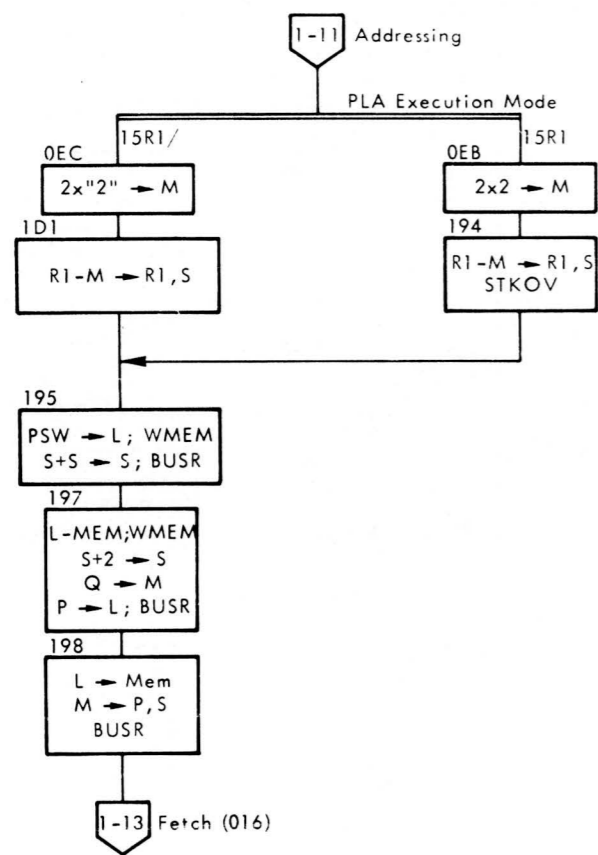 1-11 Addressing
PLA Execution Mode
15R1/
15R1
0EC
2x"2" → M
0EB
2x2 → M
1D1
R1-M → R1,S
194
R1-M → R1,S
STKOV
195
PSW → L; WMEM
S+S → S; BUSR
197
L-MEM;WMEM
S+2 → S
Q → M
P → L; BUSR
198
L → Mem
M → P,S
BUSR
1-13 Fetch (016)